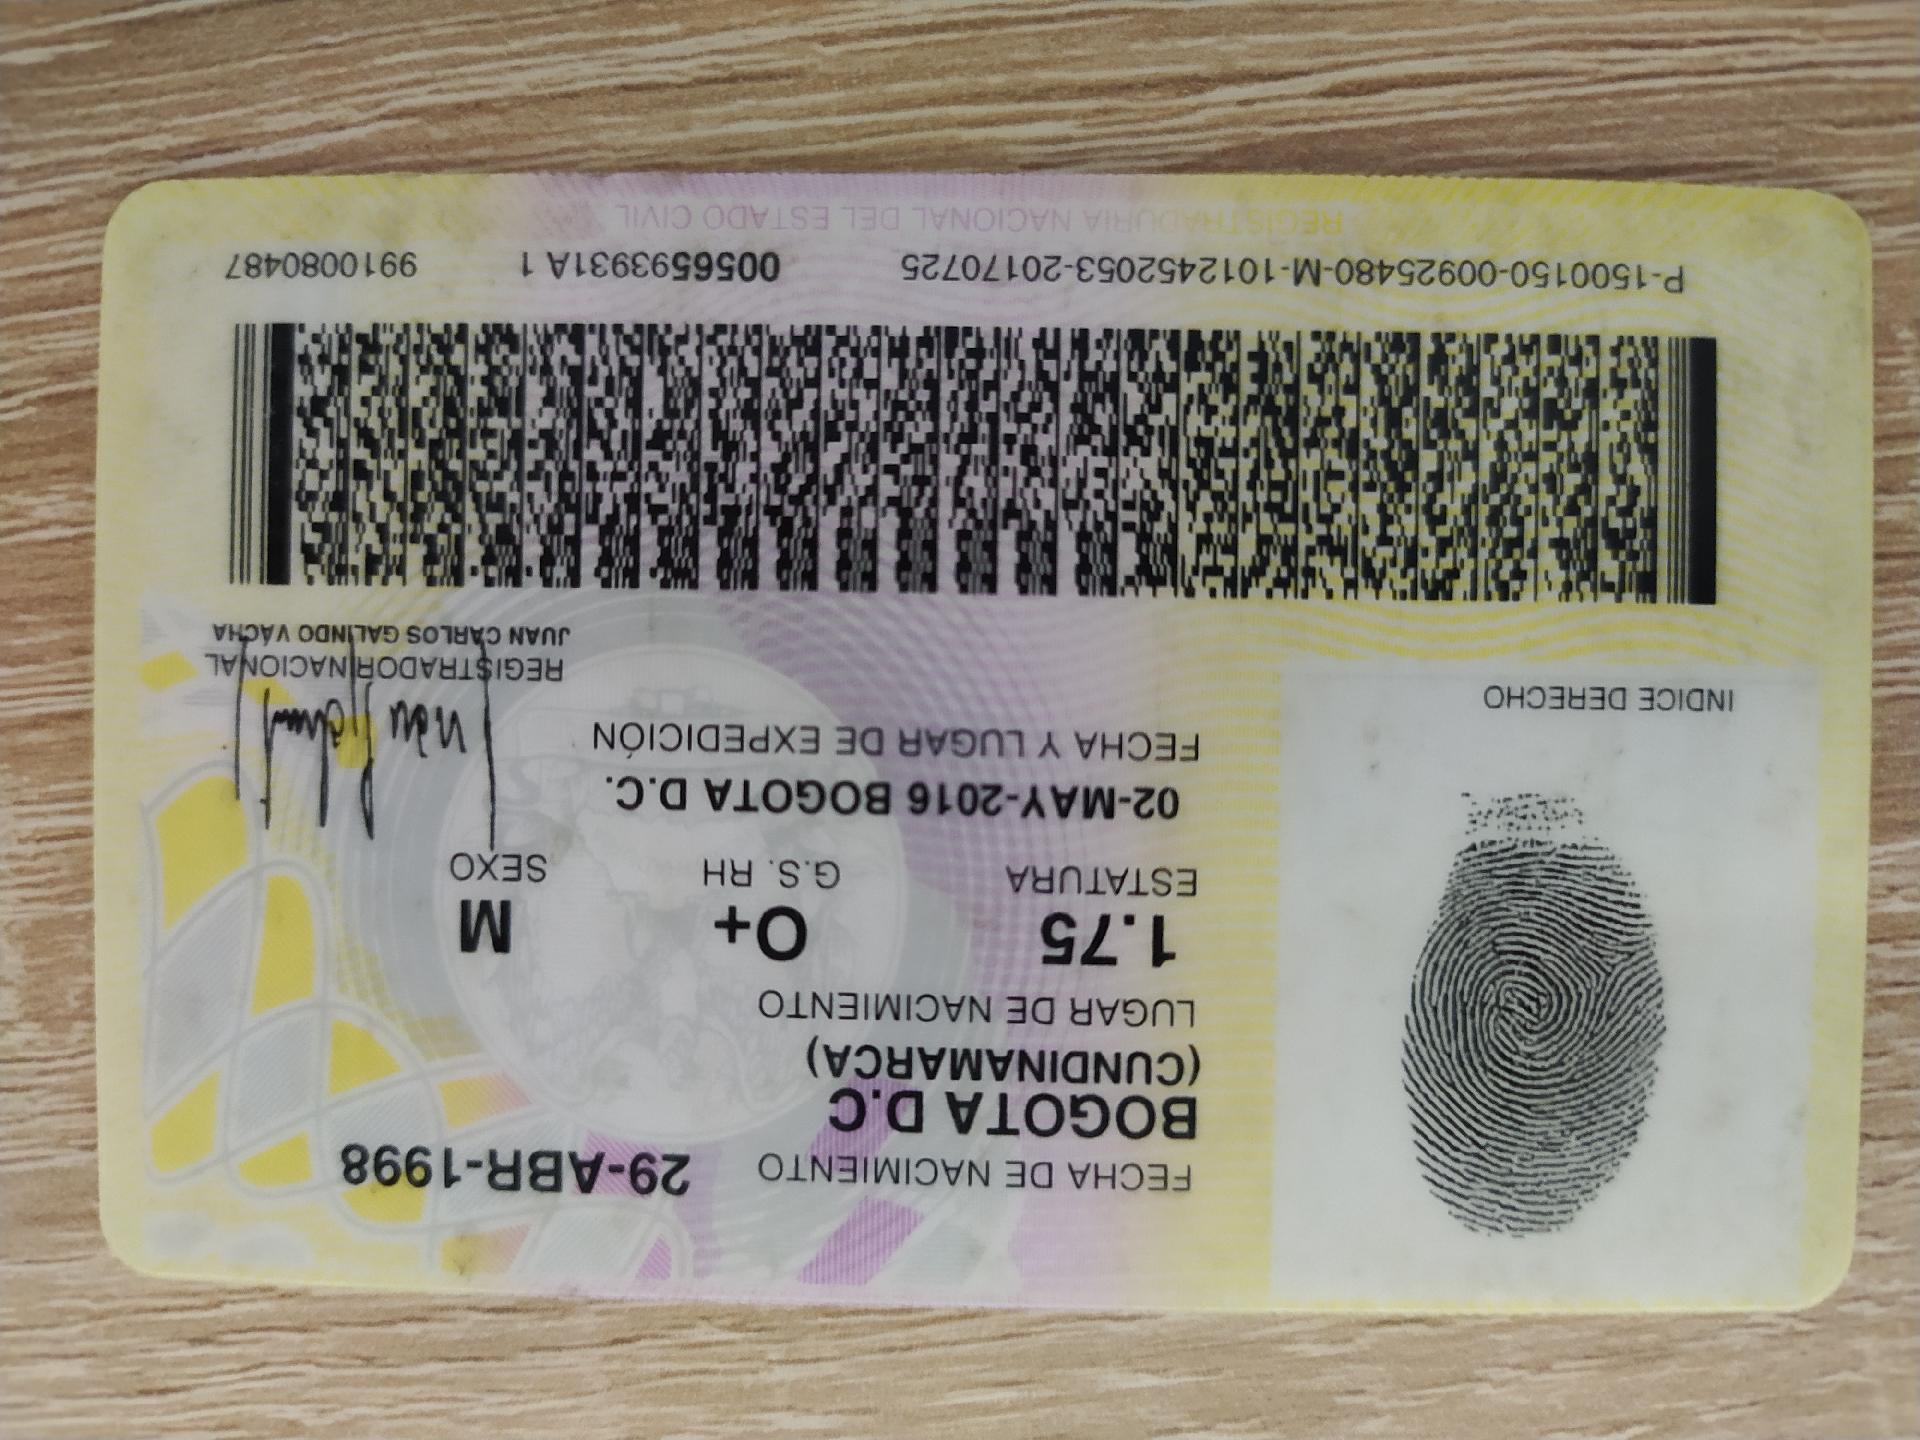 FECHA DE NACIMIENTO 29-ABR-1998
BOGOTA D.C
(CUNDINAMARCA)
LUGAR DE NACIMIENTO
1.75 O+ M
ESTATURA G.S. RH SEXO
02-MAY-2016 BOGOTA D.C.
FECHA Y LUGAR DE EXPEDICIÓN
INDICE DERECHO
REGISTRADOR NACIONAL
JUAN CARLOS GALINDO VÁCHA
P-1500150-00925480-M-1012452053-20170725 0056593931A 1 9910080487
REGISTRADURIA NACIONAL DEL ESTADO CIVIL